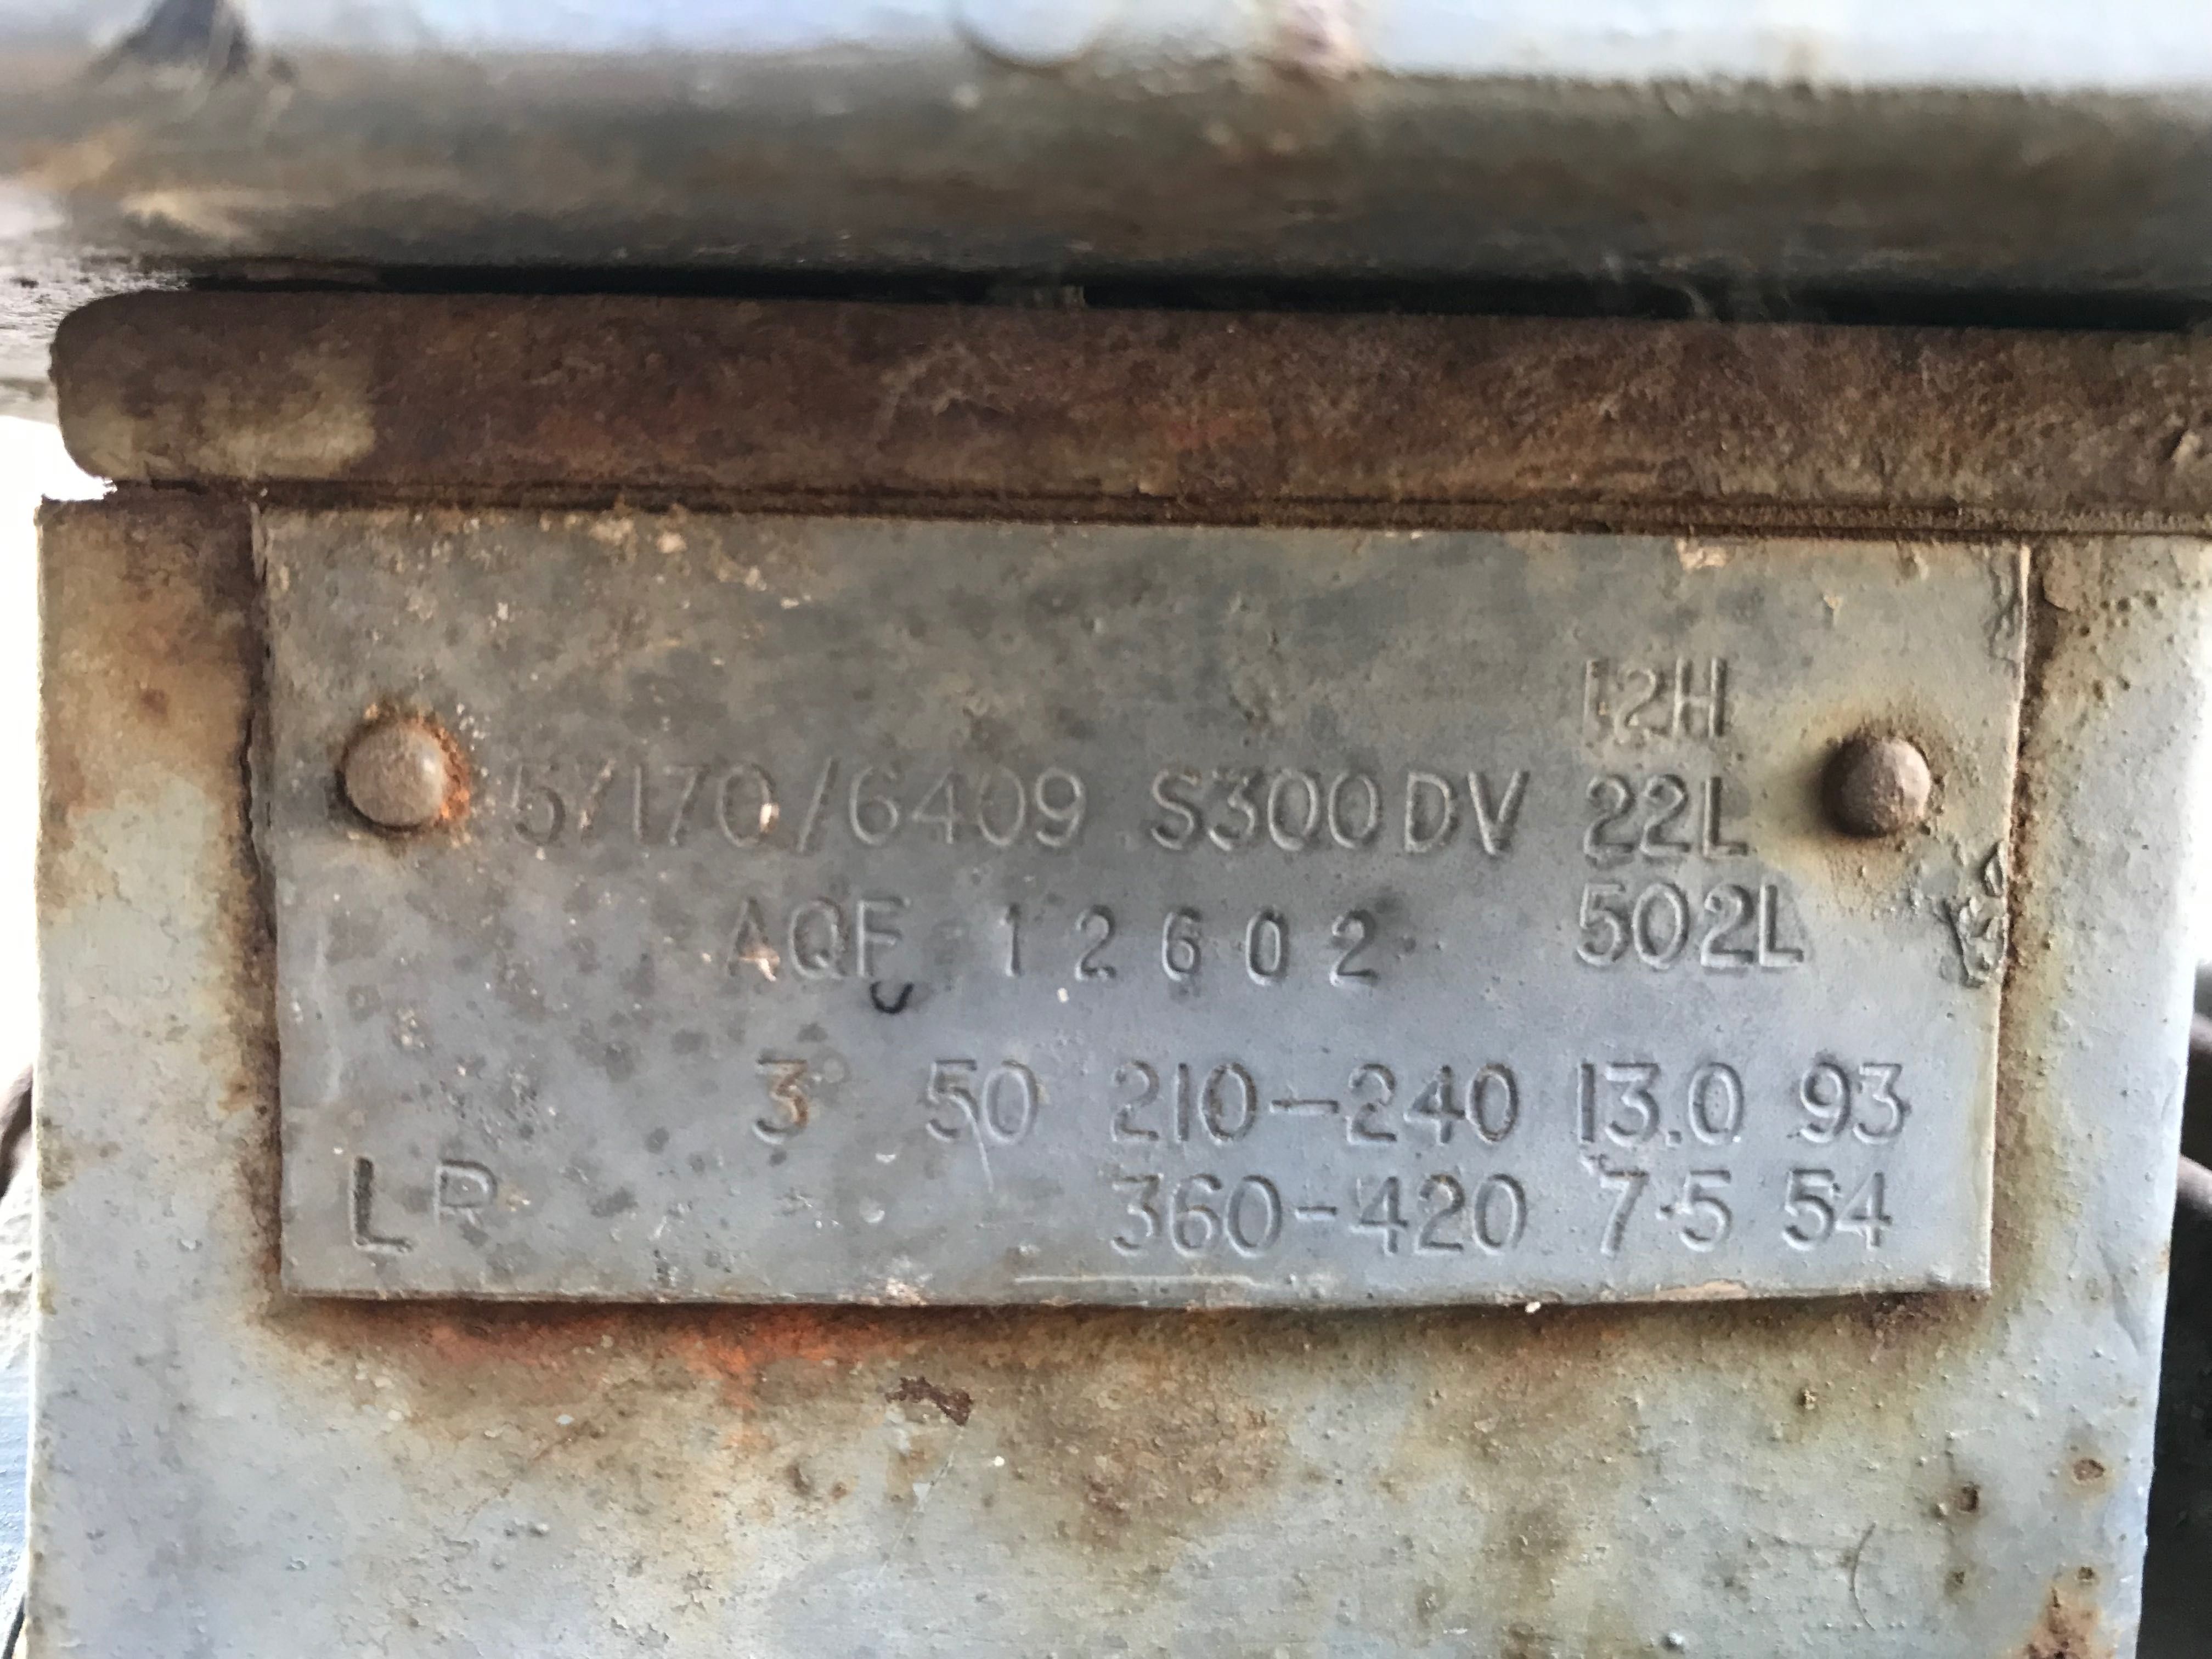 12H
5/170/6409 S300DV 22L
AQF 12602 502L
3 50 210-240 13.0 93
LR 360-420 7.5 54